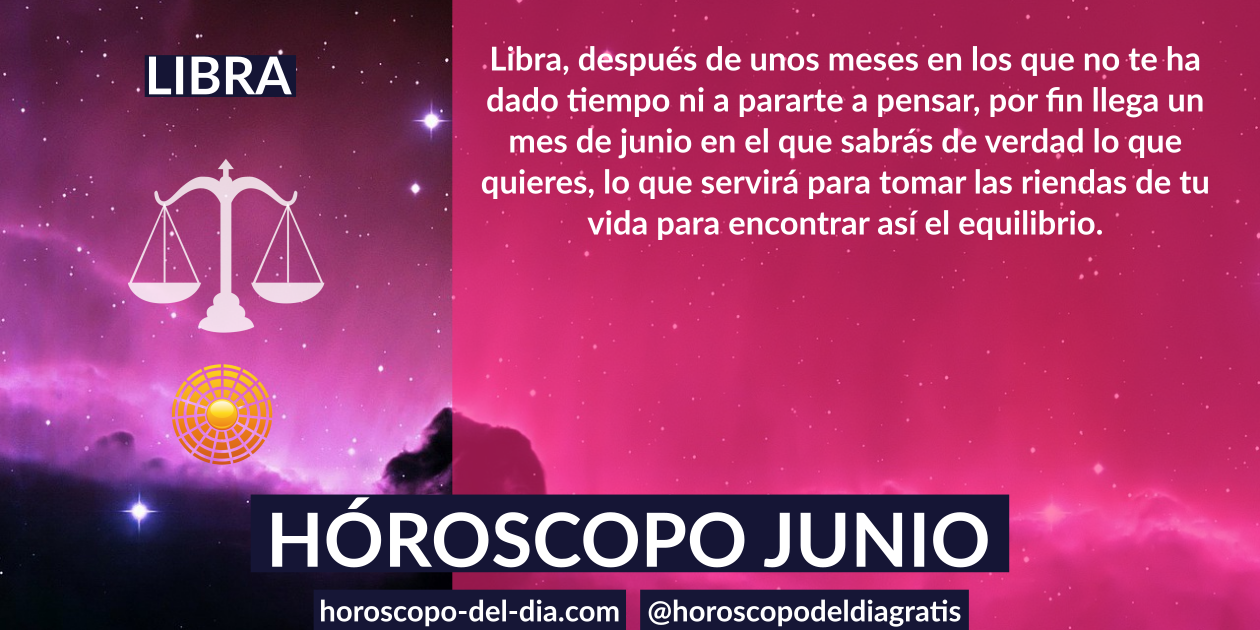 LIBRA
Libra, después de unos meses en los que no te ha
dado tiempo ni a pararte a pensar, por fin llega un
mes de junio en el que sabrás de verdad lo que
quieres, lo que servirá para tomar las riendas de tu
vida para encontrar así el equilibrio.
HÓROSCOPO JUNIO
horoscopo-del-dia.com
@horoscopodeldiagratis